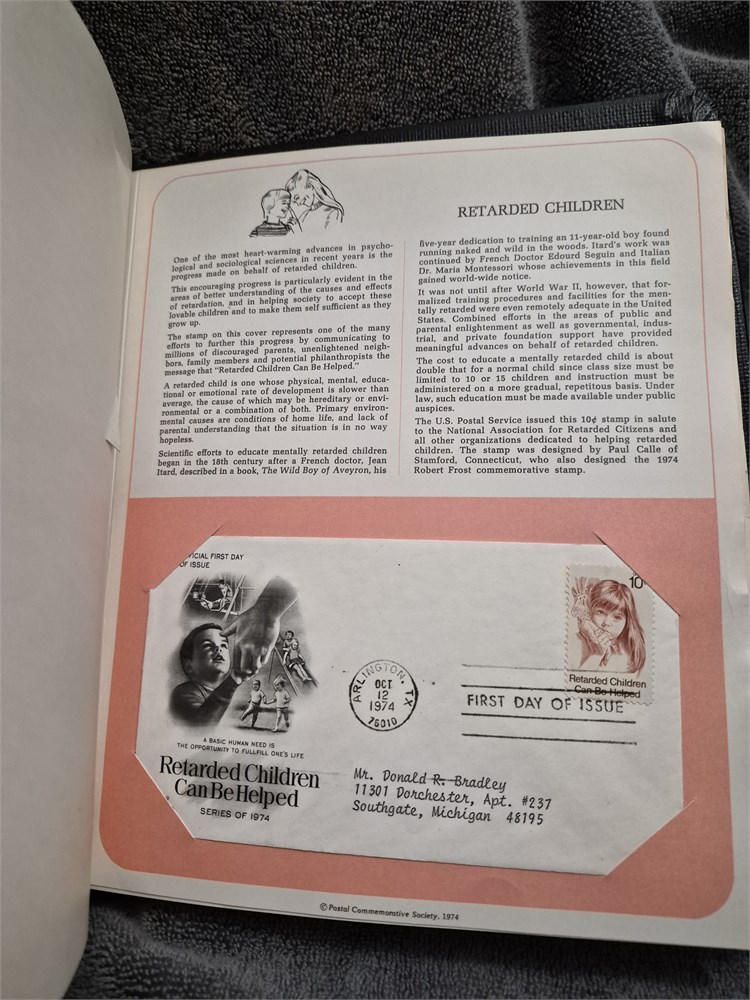 RETARDED CHILDREN
One of the most heart-warming advances in psycho-
logical and sociological sciences in recent years is the
progress made on behalf of retarded children.
This encouraging progress is particularly evident in the
areas of better understanding of the causes and effects
of retardation, and in helping society to accept these
lovable children and to make them self sufficient as they
grow up.
The stamp on this cover represents one of the many
efforts to further this progress by communicating to
millions of discouraged parents, unenlightened neigh-
bors, family members and potential philanthropists the
message that "Retarded Children Can Be Helped."
A retarded child is one whose physical, mental, educa-
tional or emotional rate of development is slower than
average, the cause of which may be hereditary or envi-
ronmental or a combination of both. Primary environ-
mental causes are conditions of home life, and lack of
parental understanding that the situation is in no way
hopeless.
Scientific efforts to educate mentally retarded children
began in the 18th century after a French doctor, Jean
Itard, described in a book, The Wild Boy of Aveyron, his
five-year dedication to training an 11-year-old boy found
running naked and wild in the woods. Itard's work was
continued by French Doctor Edourd Seguin and Italian
Dr. Maria Montessori whose achievements in this field
gained world-wide notice.
It was not until after World War II, however, that for-
malized training procedures and facilities for the men-
tally retarded were even remotely adequate in the United
States. Combined efforts in the areas of public and
parental enlightenment as well as governmental, indus-
trial, and private foundation support have provided
meaningful advances on behalf of retarded children.
The cost to educate a mentally retarded child is about
double that for a normal child since class size must be
limited to 10 or 15 children and instruction must be
administered on a more gradual, repetitous basis. Under
law, such education must be made available under public
auspices.
The U.S. Postal Service issued this 10¢ stamp in salute
to the National Association for Retarded Citizens and
all other organizations dedicated to helping retarded
children. The stamp was designed by Paul Calle of
Stamford, Connecticut, who also designed the 1974
Robert Frost commemorative stamp.
ICIAL FIRST DAY
OF ISSUE
A BASIC HUMAN NEED IS
THE OPPORTUNITY TO FULLFILL ONE'S LIFE
Retarded Children
Can Be Helped
SERIES OF 1974
ARLINGTON, TX
OCT
12
1974
76010
10
Retarded Children
Can Be Helped
FIRST DAY OF ISSUE
Mr. Donald R. Bradley
11301 Dorchester, Apt. #237
Southgate, Michigan 48195
© Postal Commemorative Society, 1974